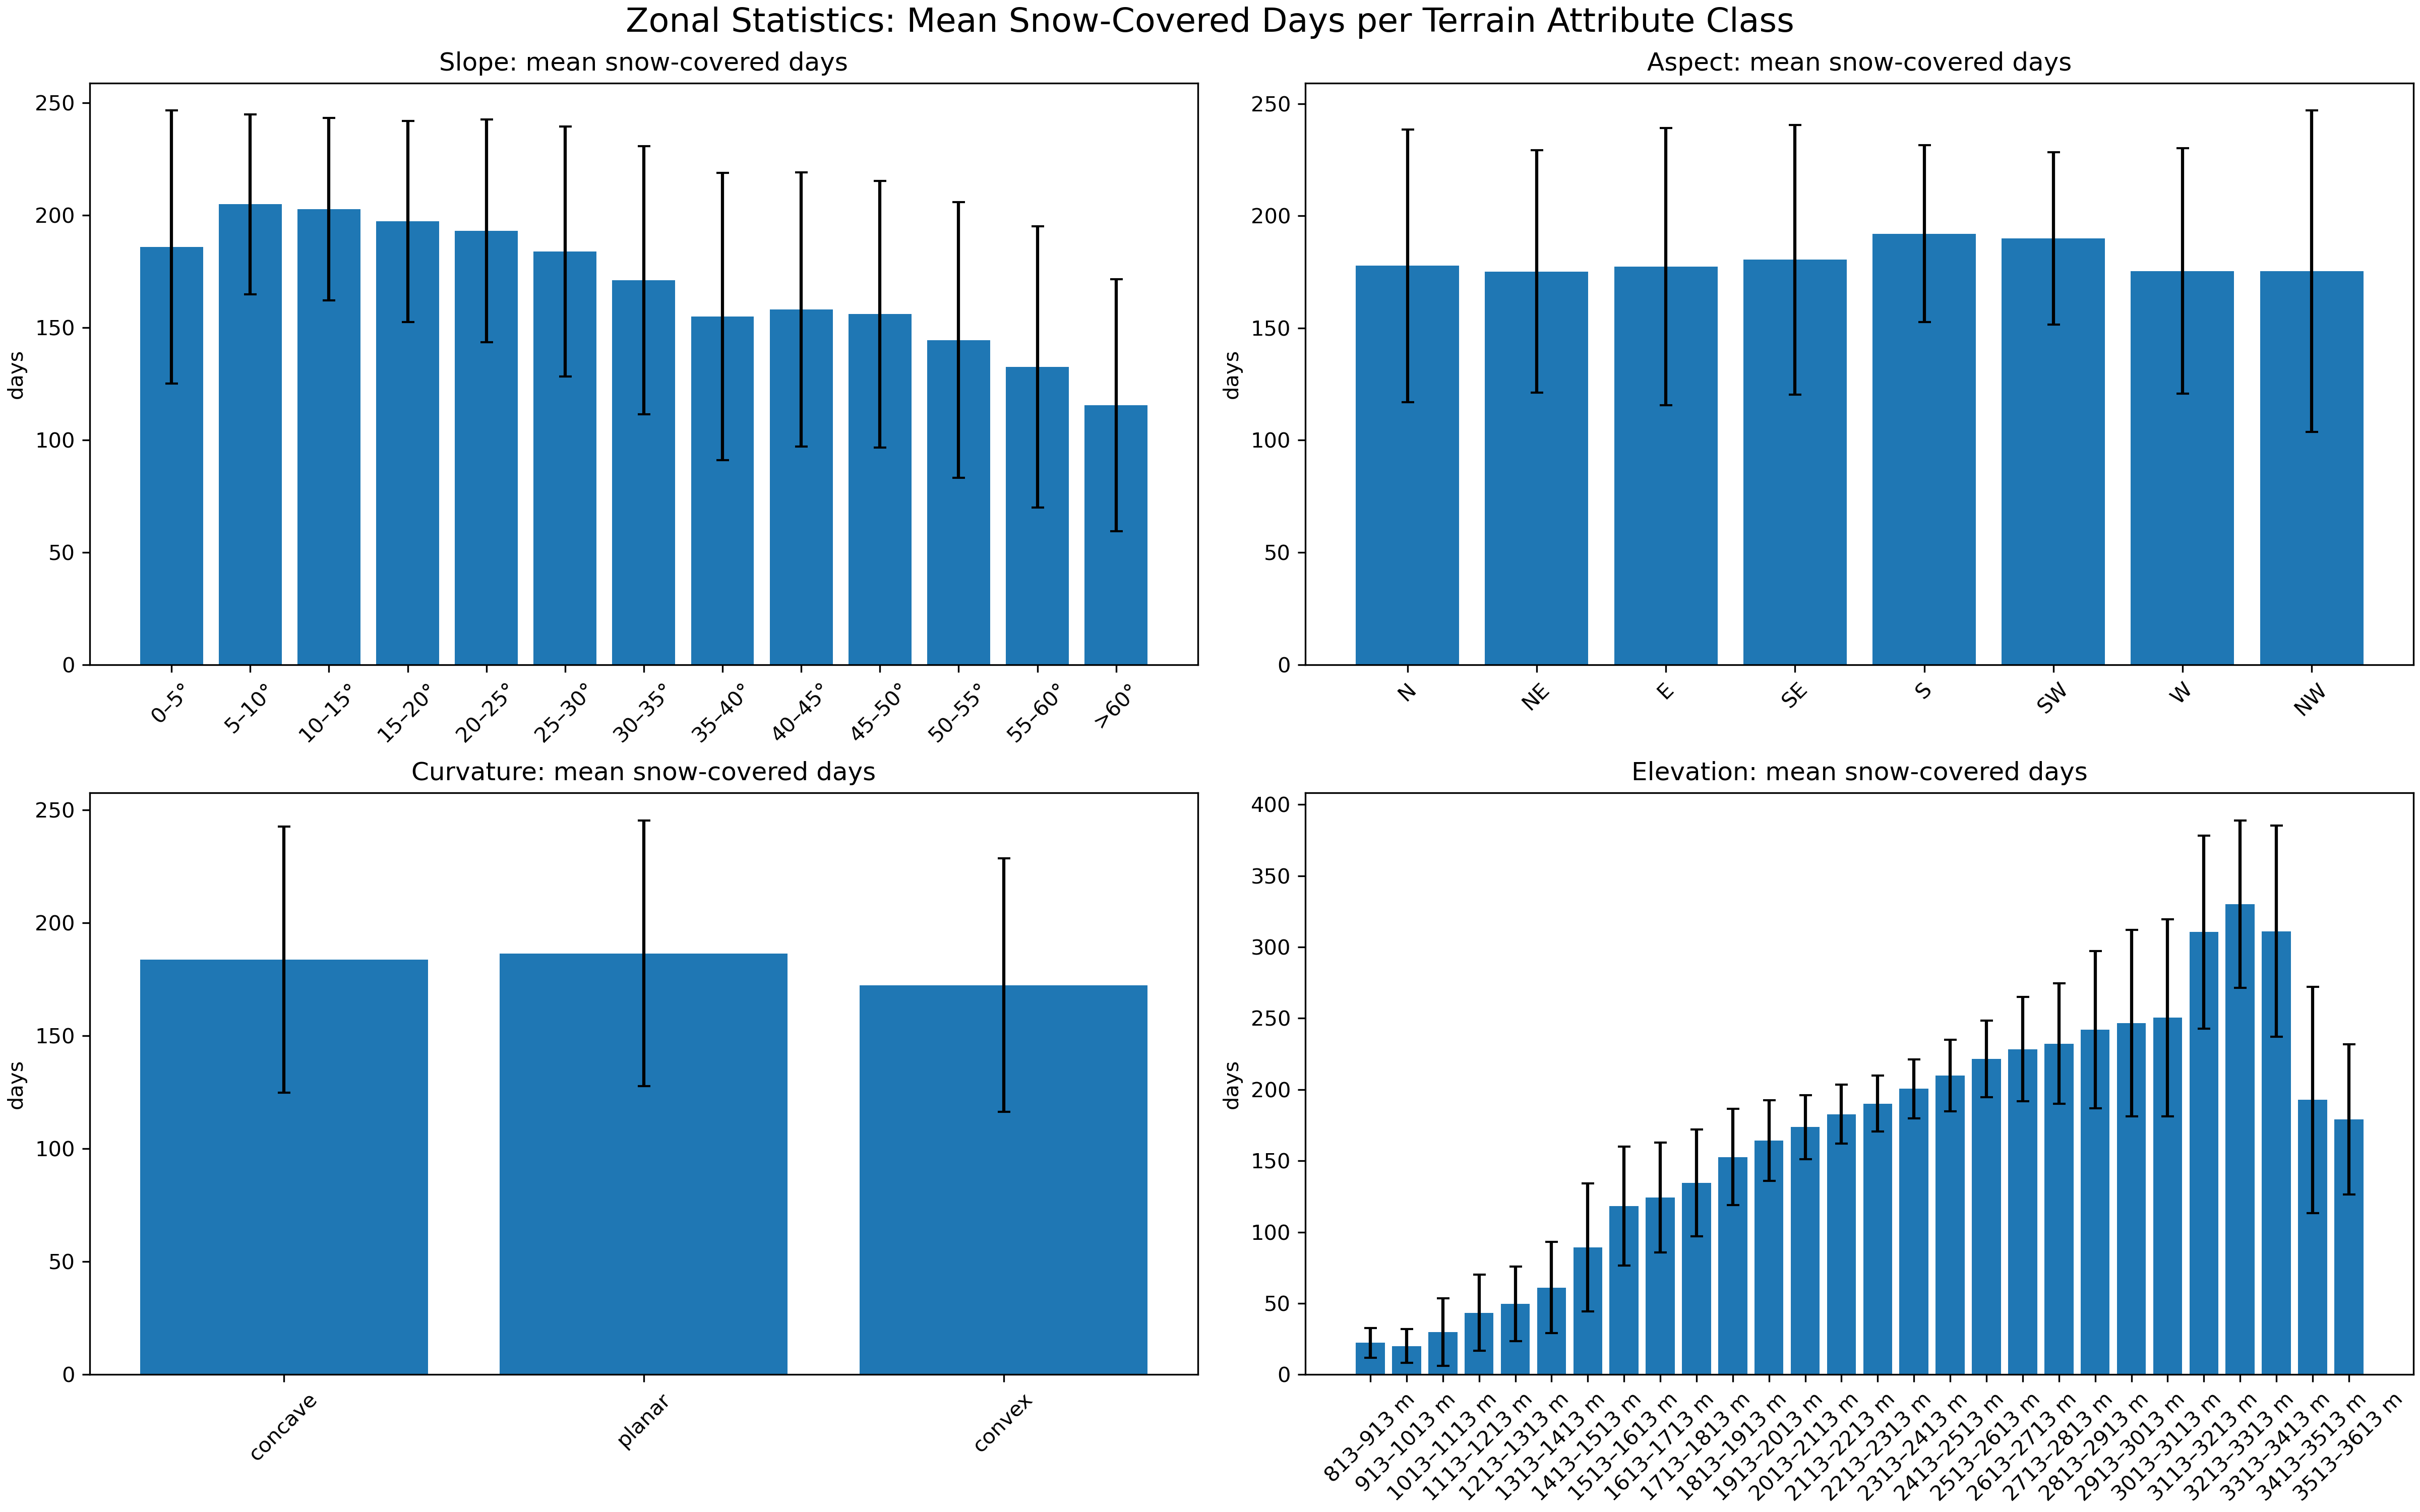 Zonal Statistics: Mean Snow-Covered Days per Terrain Attribute Class
Slope: mean snow-covered days
days
250
200
150
100
50
0
0–5°
5–10°
10–15°
15–20°
20–25°
25–30°
30–35°
35–40°
40–45°
45–50°
50–55°
55–60°
>60°
Aspect: mean snow-covered days
days
250
200
150
100
50
0
N
NE
E
SE
S
SW
W
NW
Curvature: mean snow-covered days
days
250
200
150
100
50
0
concave
planar
convex
Elevation: mean snow-covered days
days
400
350
300
250
200
150
100
50
0
813–913 m
913–1013 m
1013–1113 m
1113–1213 m
1213–1313 m
1313–1413 m
1413–1513 m
1513–1613 m
1613–1713 m
1713–1813 m
1813–1913 m
1913–2013 m
2013–2113 m
2113–2213 m
2213–2313 m
2313–2413 m
2413–2513 m
2513–2613 m
2613–2713 m
2713–2813 m
2813–2913 m
2913–3013 m
3013–3113 m
3113–3213 m
3213–3313 m
3313–3413 m
3413–3513 m
3513–3613 m